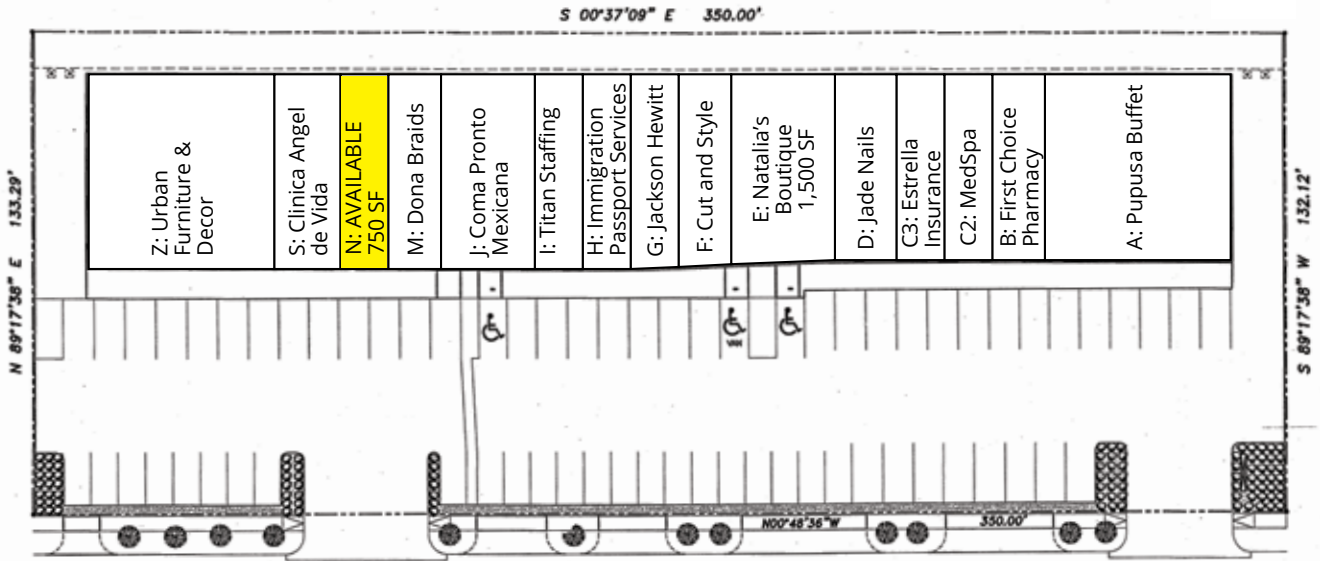 S 00°37'09" E 350.00'
N 89°17'38" E 133.29'
Z: Urban
Furniture &
Decor
S: Clinica Angel
de Vida
N: AVAILABLE
750 SF
M: Dona Braids
J: Coma Pronto
Mexicana
I: Titan Staffing
H: Immigration
Passport Services
G: Jackson Hewitt
F: Cut and Style
E: Natalia's
Boutique
1,500 SF
D: Jade Nails
C3: Estrella
Insurance
C2: MedSpa
B: First Choice
Pharmacy
A: Pupusa Buffet
S 89°17'38" W 132.12'
VAN
N00°48'36"W 350.00'